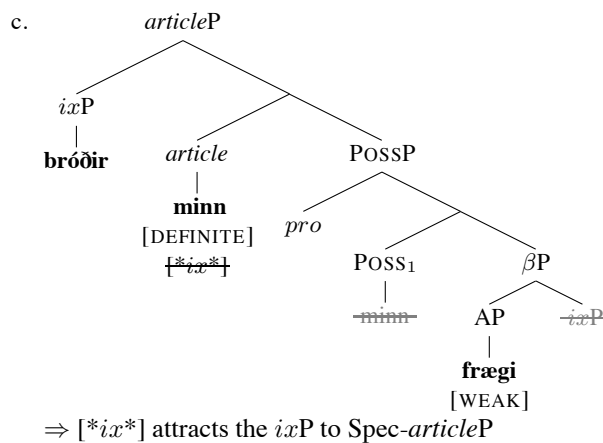 c.
articleP
ixP
bróðir
article
POSSP
minn
[DEFINITE]
[*ix*]
pro
POSS₁
βP
minn
AP
ixP
frægi
[WEAK]
⇒ [*ix*] attracts the ixP to Spec-articleP